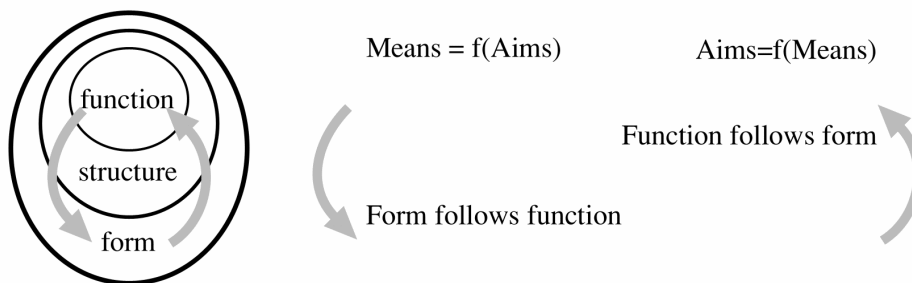 function
structure
form
Means = f(Aims)
Form follows function
Aims=f(Means)
Function follows form